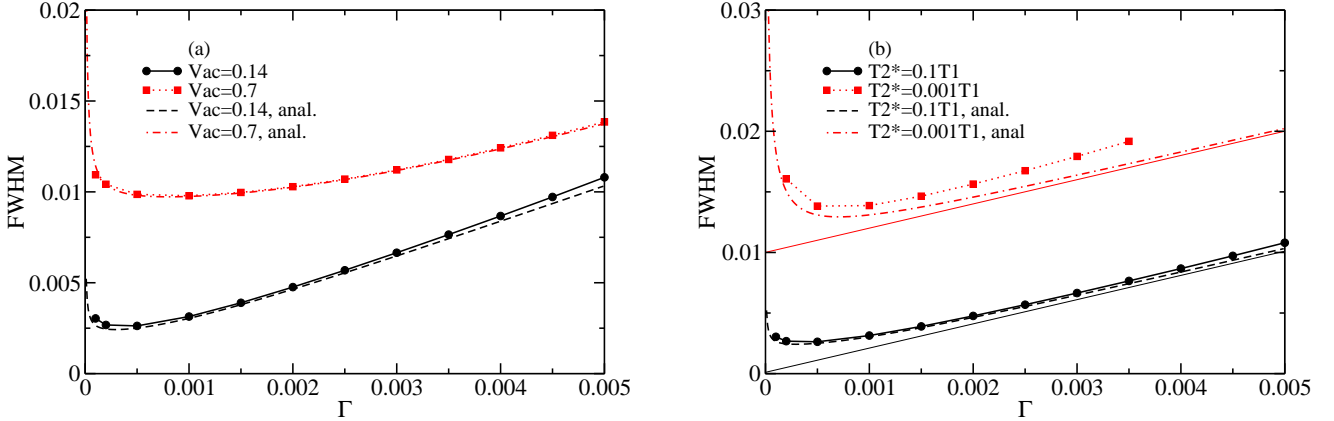 (a)
Vac=0.14
Vac=0.7
Vac=0.14, anal.
Vac=0.7, anal.
0.02
0.015
0.01
0.005
0
FWHM
0 0.001 0.002 0.003 0.004 0.005
Γ
(b)
T2*=0.1T1
T2*=0.001T1
T2*=0.1T1, anal.
T2*=0.001T1, anal
0.03
0.02
0.01
0
FWHM
0 0.001 0.002 0.003 0.004 0.005
Γ